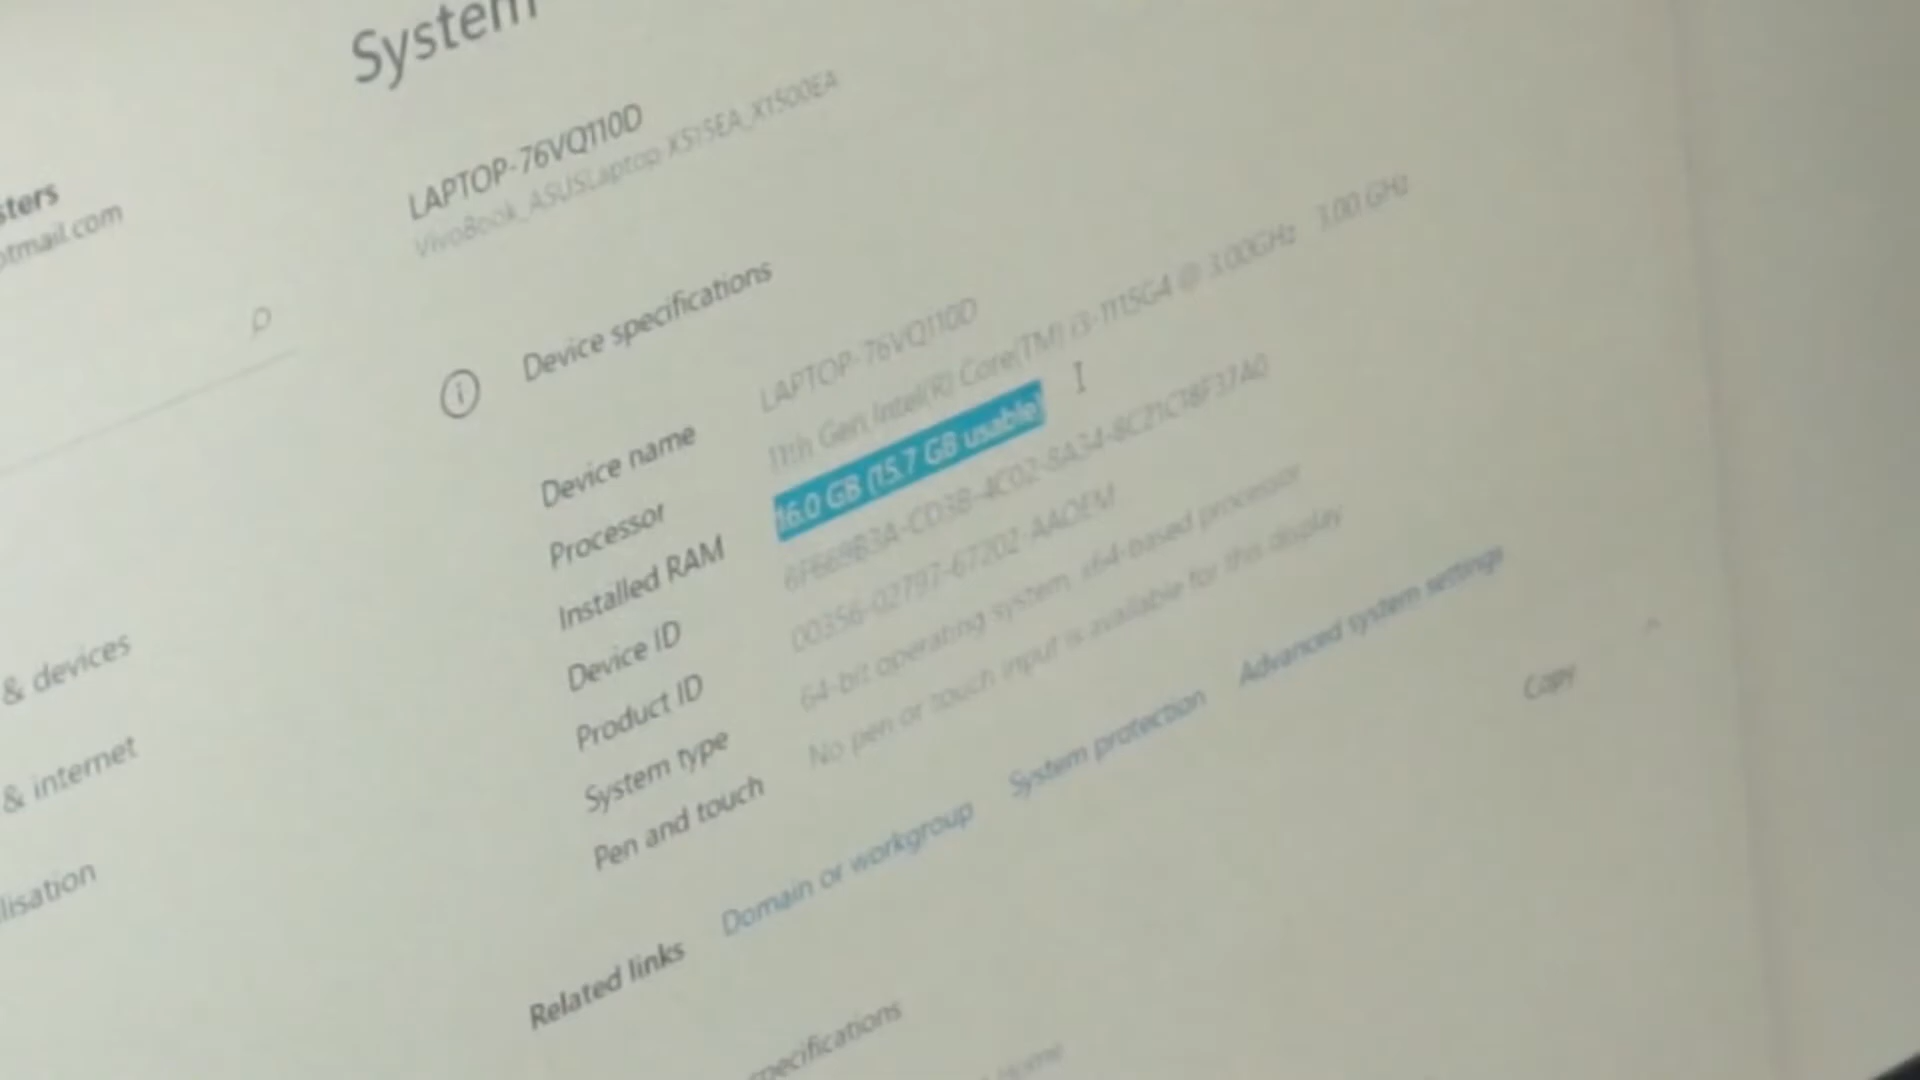 System
LAPTOP-76VQ110D
VivoBook_ASUSLaptop X515EA_X1500EA
sters
otmail.com
Device specifications
Device name LAPTOP-76VQ110D
Processor 11th Gen Intel(R) Core(TM) i3-1115G4 @ 3.00GHz 3.00 GHz
Installed RAM 16.0 GB (15.7 GB usable)
Device ID
Product ID 00356-02797-67202-AAOEM
System type 64-bit operating system, x64-based processor
Pen and touch No pen or touch input is available for this display
Related links Domain or workgroup System protection Advanced system settings
Copy
& devices
& internet
lisation
pecifications
Home